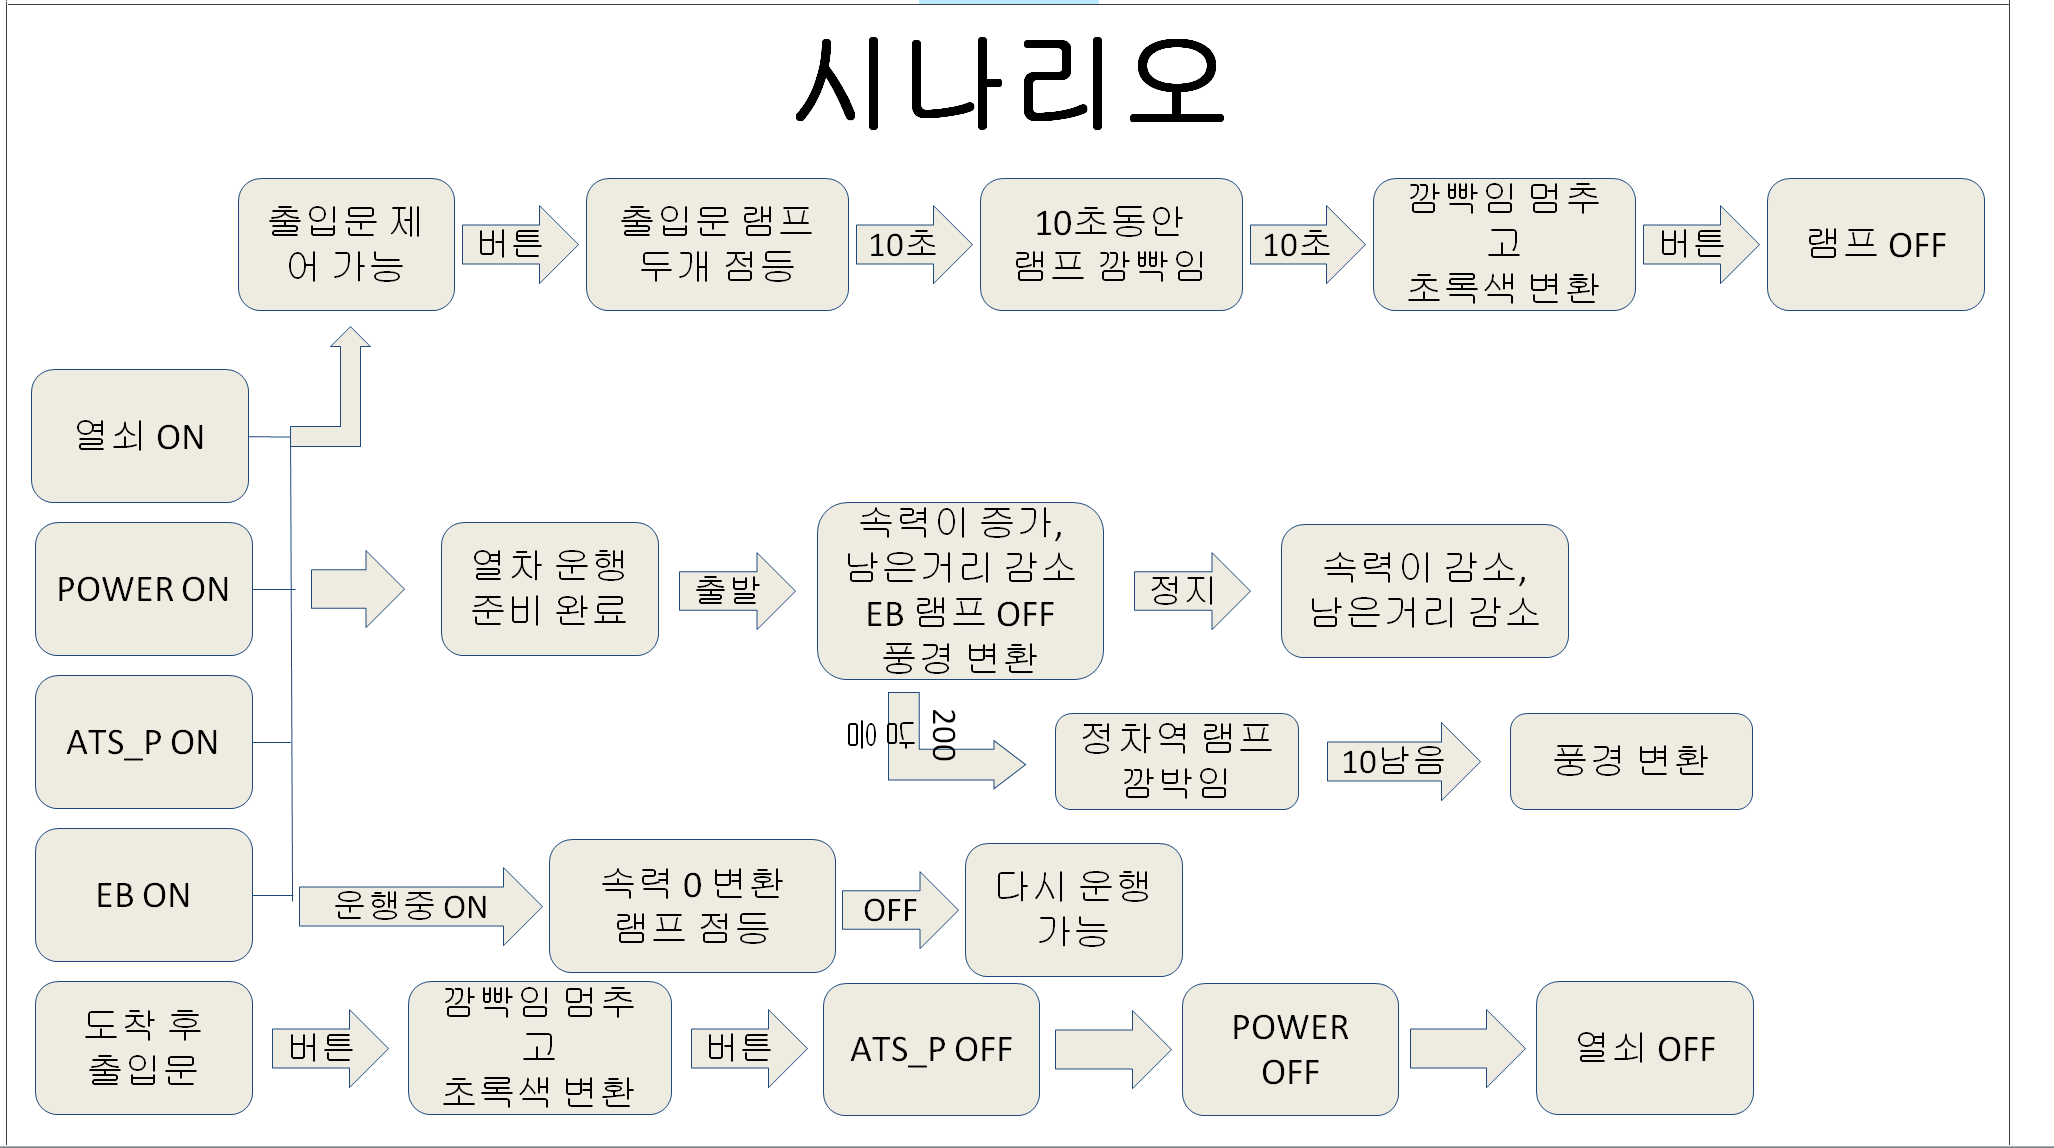 시나리오
출입문 제
어 가능
버튼
출입문 램프
두개 점등
10초
10초동안
램프 깜빡임
10초
깜빡임 멈추
고
초록색 변환
버튼
램프 OFF
열쇠 ON
POWER ON
열차 운행
준비 완료
출발
속력이 증가,
남은거리 감소
EB 램프 OFF
풍경 변환
정지
속력이 감소,
남은거리 감소
ATS_P ON
200
남
음
정차역 램프
깜박임
10남음
풍경 변환
EB ON
운행중 ON
속력 0 변환
램프 점등
OFF
다시 운행
가능
도착 후
출입문
버튼
깜빡임 멈추
고
초록색 변환
버튼
ATS_P OFF
POWER
OFF
열쇠 OFF